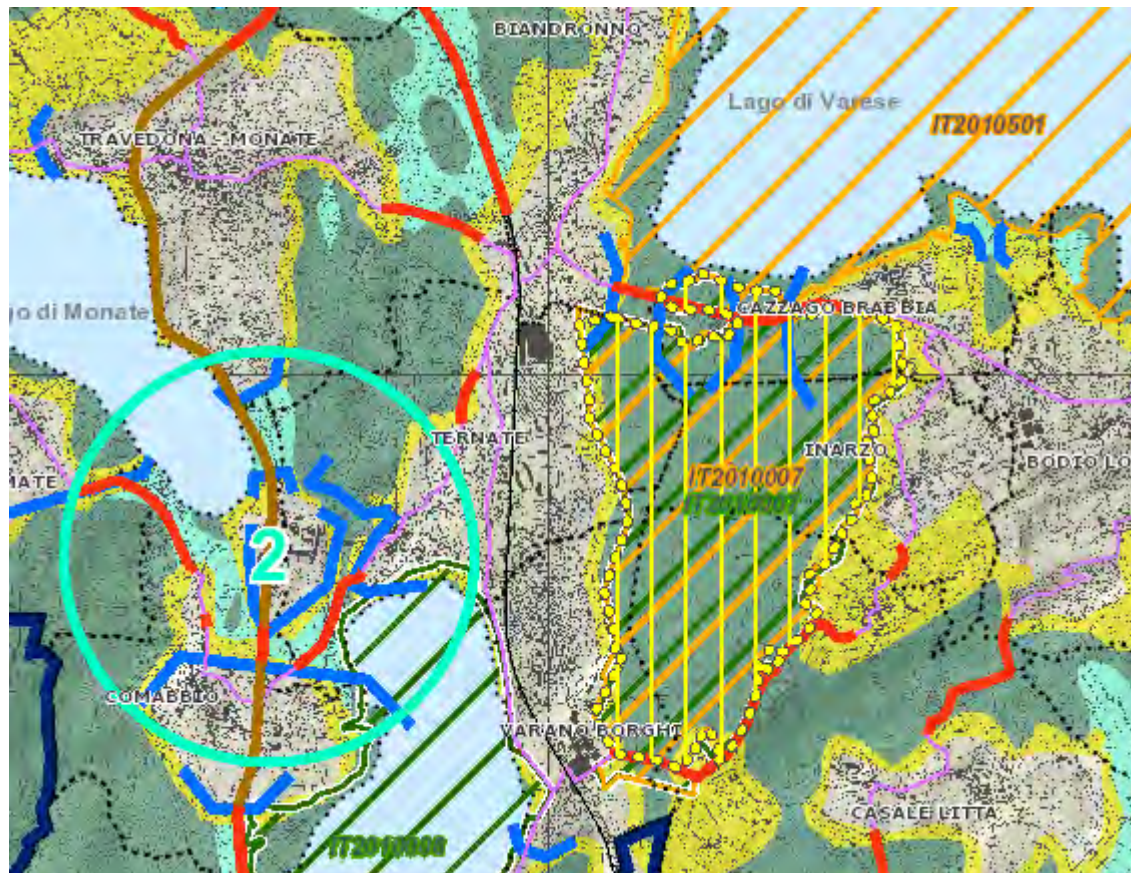 BIANDRONNO
Lago di Varese
IT2010501
TRAVEDONA - MONATE
go di Monate
CAZZAGO BRABBIA
TERNATE
INARZO
BODIO LO
MATE
IT2010007
2
COMABBIO
VARANO BORGHI
CASALE LITTA
IT2010008